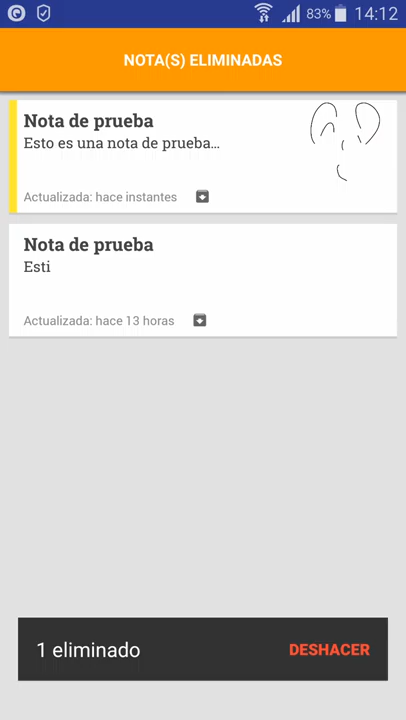 83% 14:12
NOTA(S) ELIMINADAS
Nota de prueba
Esto es una nota de prueba...
Actualizada: hace instantes
Nota de prueba
Esti
Actualizada: hace 13 horas
1 eliminado DESHACER